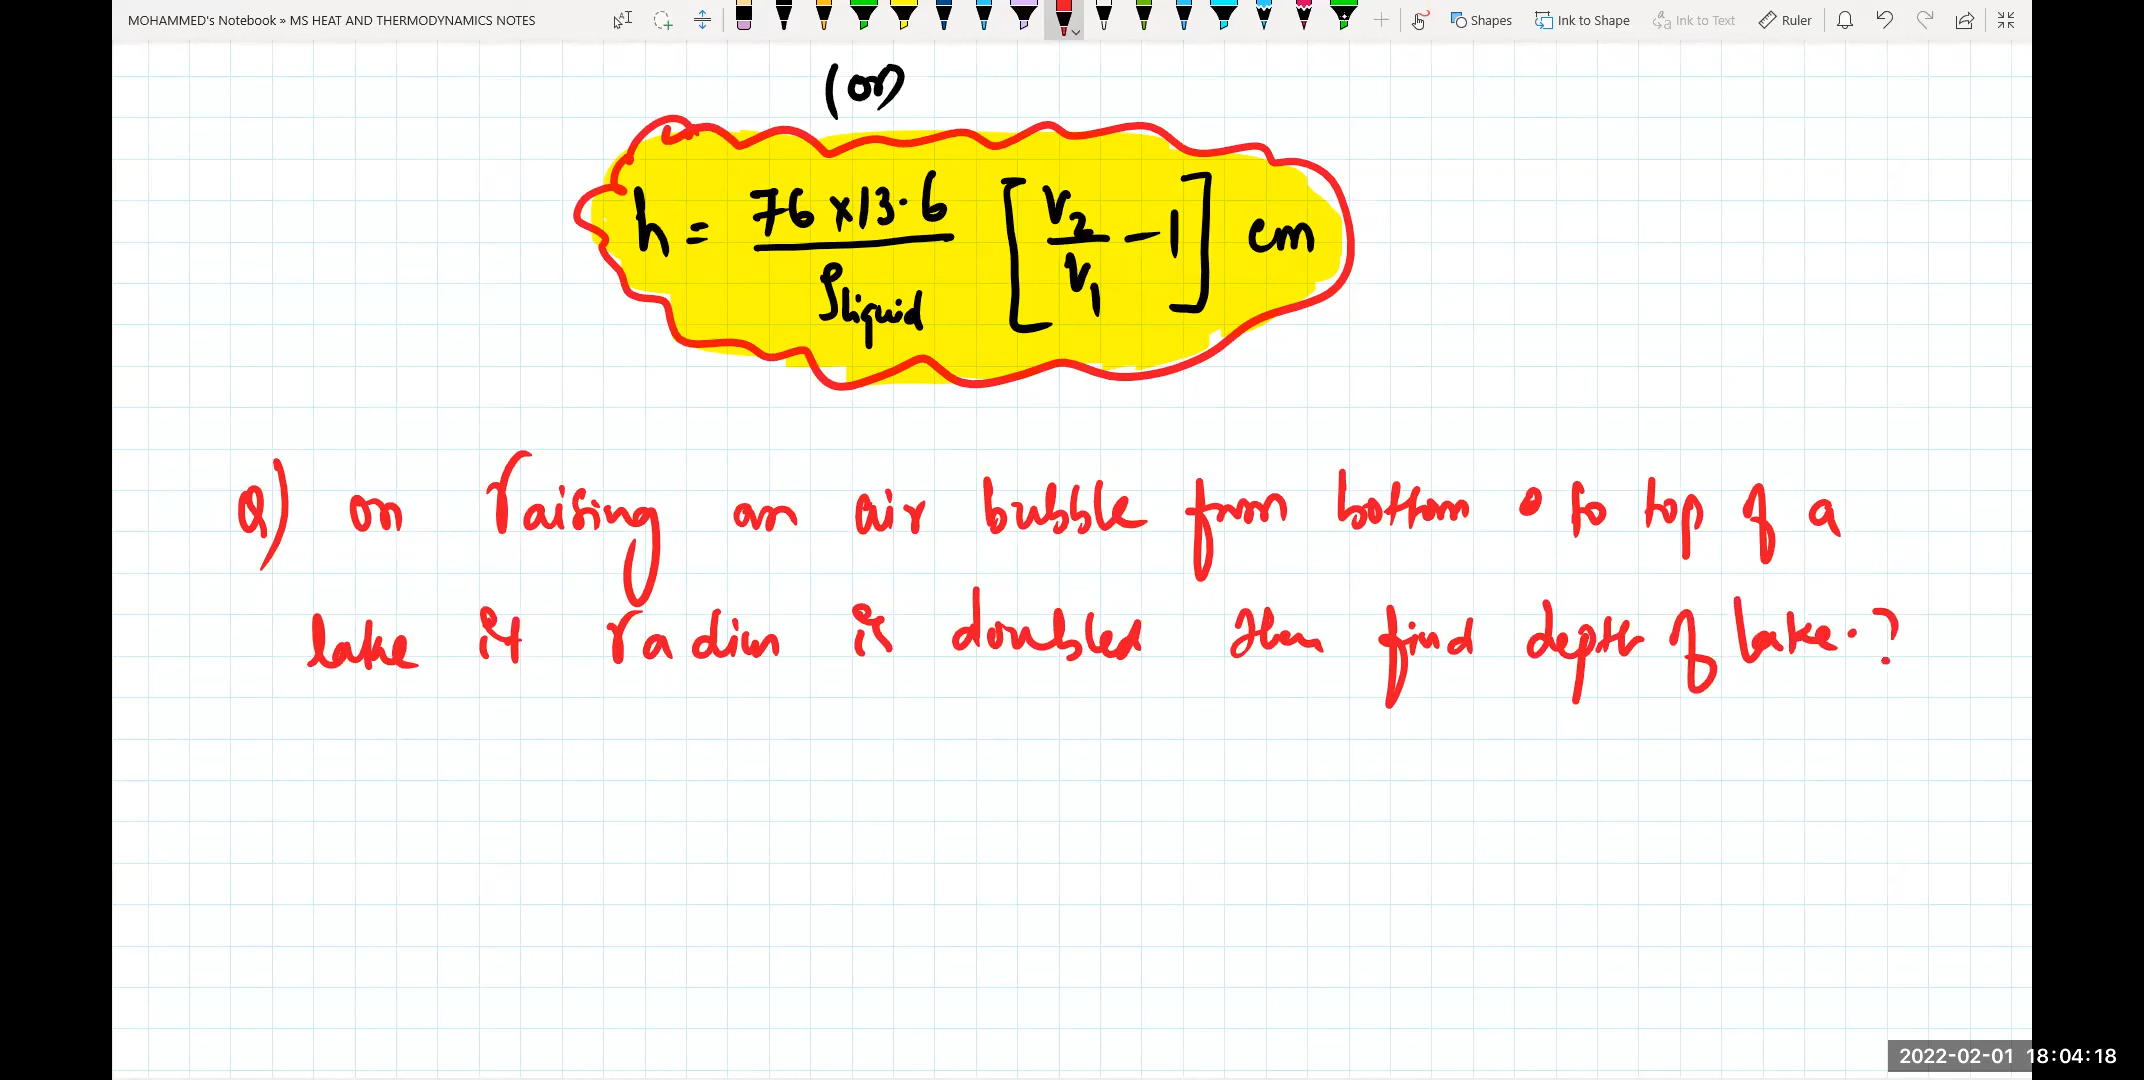 MOHAMMED's Notebook » MS HEAT AND THERMODYNAMICS NOTES
Shapes Ink to Shape Ink to Text Ruler
(or)
h = 76 x 13.6 / ρliquid [V2/V1 - 1] cm
Q) on raising an air bubble from bottom to top of a
lake it radius is doubled then find depth of lake.?
2022-02-01 18:04:18